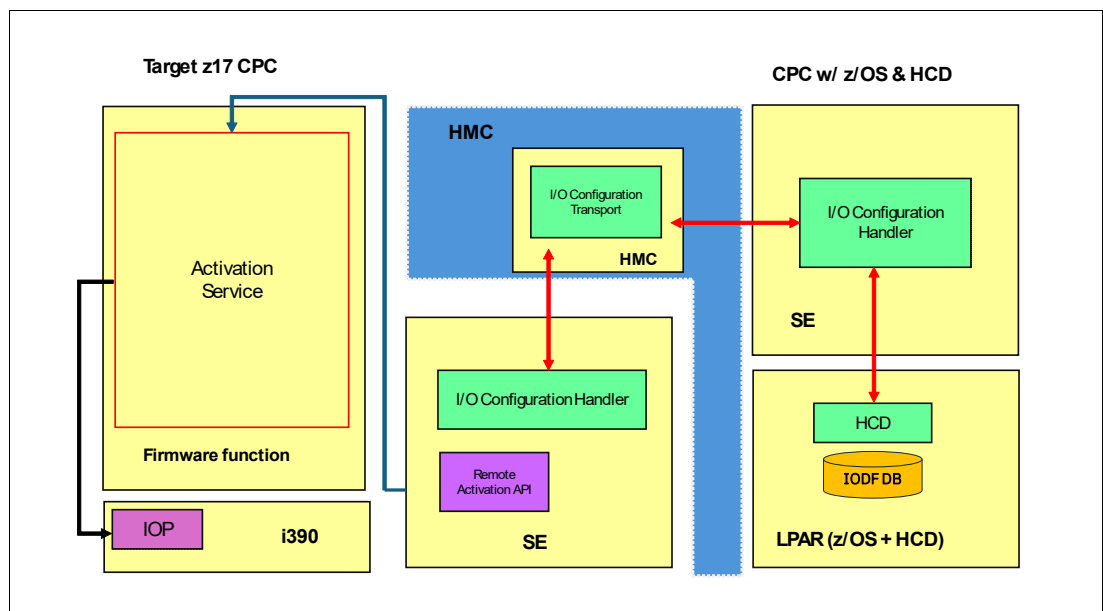 Target z17 CPC
Activation
Service
Firmware function
IOP
i390
HMC
I/O Configuration
Transport
HMC
I/O Configuration Handler
Remote
Activation API
SE
CPC w/ z/OS & HCD
I/O Configuration
Handler
SE
HCD
IODF DB
LPAR (z/OS + HCD)